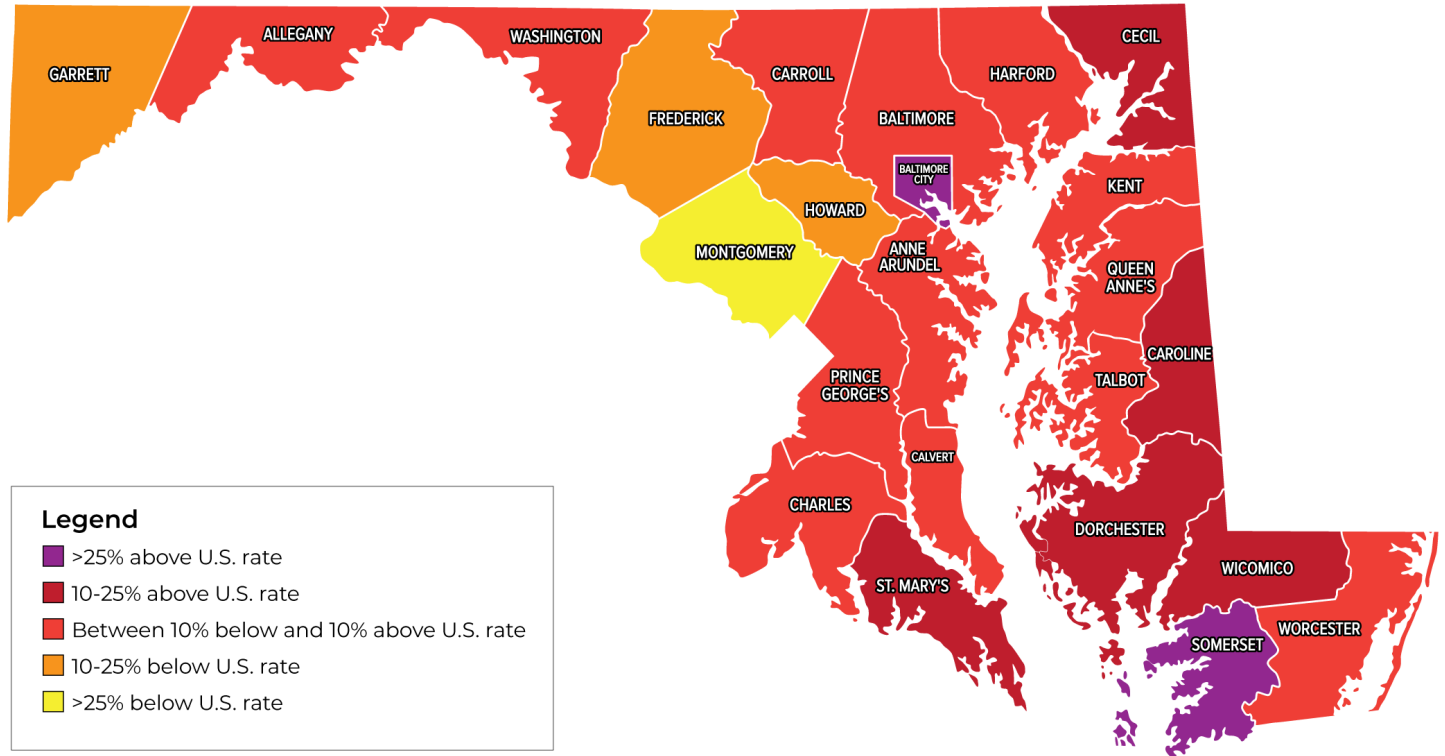 GARRETT
ALLEGANY
WASHINGTON
FREDERICK
CARROLL
BALTIMORE
HARFORD
CECIL
BALTIMORE
CITY
KENT
HOWARD
MONTGOMERY
ANNE
ARUNDEL
QUEEN
ANNE'S
CAROLINE
TALBOT
PRINCE
GEORGE'S
CALVERT
CHARLES
DORCHESTER
ST. MARY'S
WICOMICO
WORCESTER
SOMERSET
Legend
>25% above U.S. rate
10-25% above U.S. rate
Between 10% below and 10% above U.S. rate
10-25% below U.S. rate
>25% below U.S. rate